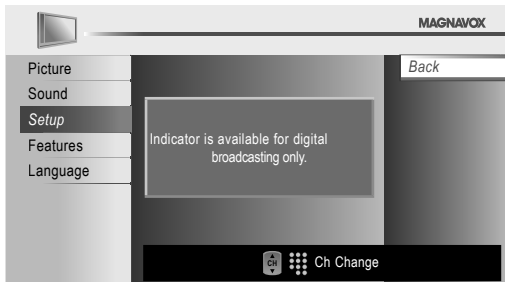 MAGNAVOX
Picture
Sound
Setup
Features
Language
Back
Indicator is available for digital
broadcasting only.
CH
Ch Change